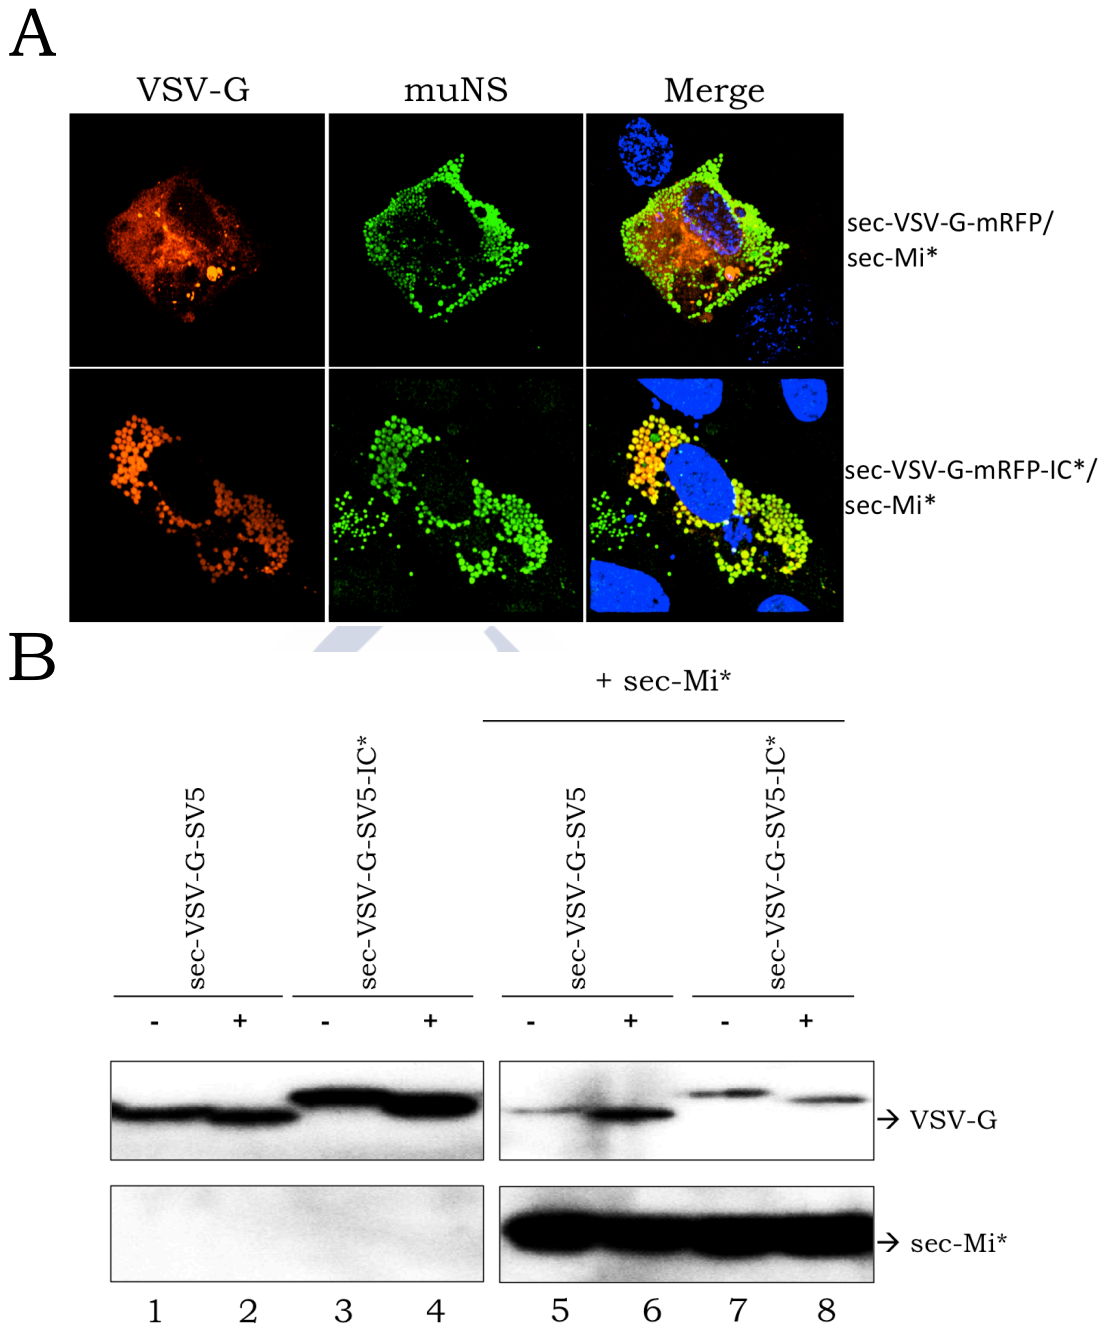 A
VSV-G muNS Merge
sec-VSV-G-mRFP/
sec-Mi*
sec-VSV-G-mRFP-IC*/
sec-Mi*
B
+ sec-Mi*
sec-VSV-G-SV5
sec-VSV-G-SV5-IC*
sec-VSV-G-SV5
sec-VSV-G-SV5-IC*
- + - + - + - +
→ VSV-G
→ sec-Mi*
1 2 3 4 5 6 7 8